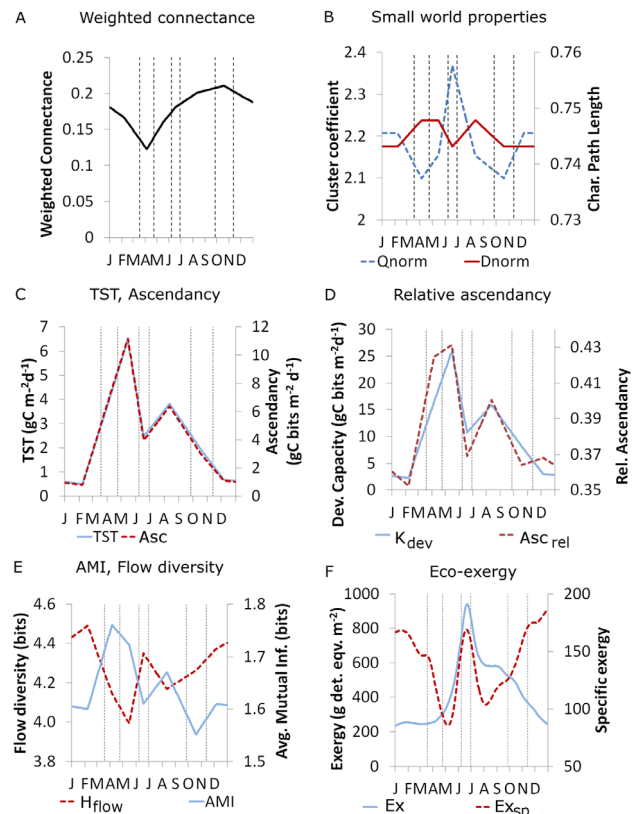 A Weighted connectance
Weighted Connectance
0.25
0.2
0.15
0.1
0.05
0
J FMAMJ J A S OND
B Small world properties
Cluster coefficient
2.4
2.3
2.2
2.1
2
Char. Path Length
0.76
0.75
0.74
0.73
J FMAMJ J A S OND
Qnorm Dnorm
C TST, Ascendancy
TST (gC m-2d-1)
7
6
5
4
3
2
1
0
Ascendancy
(gC bits m-2 d-1)
12
10
8
6
4
2
0
J F M A M J J A S O N D
TST Asc
D Relative ascendancy
Dev. Capacity (gC bits m-2d-1)
30
25
20
15
10
5
0
Rel. Ascendancy
0.43
0.41
0.39
0.37
0.35
J F M A M J J A S O N D
Kdev Asc rel
E AMI, Flow diversity
Flow diversity (bits)
4.6
4.4
4.2
4.0
3.8
Avg. Mutual Inf. (bits)
1.8
1.7
1.6
1.5
J F M A M J J A S O N D
Hflow AMI
F Eco-exergy
Exergy (g det. eqv. m-2)
1000
800
600
400
200
0
Specific exergy
200
150
100
50
J F M A M J J A S O N D
Ex Exsp